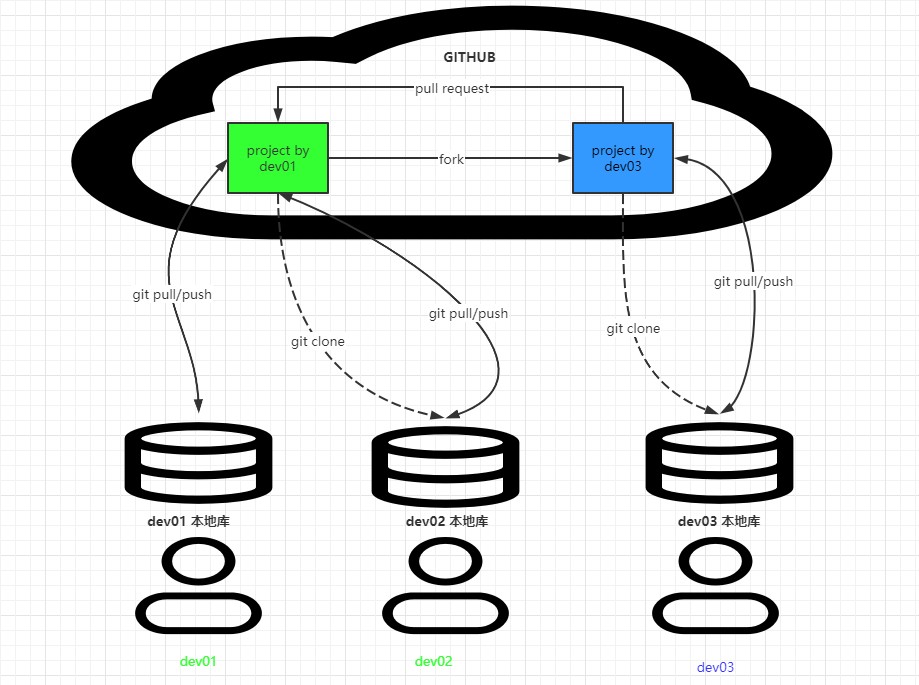 GITHUB
pull request
project by
dev01
fork
project by
dev03
git pull/push
git clone
git pull/push
git clone
git pull/push
dev01 本地库
dev02 本地库
dev03 本地库
dev01
dev02
dev03